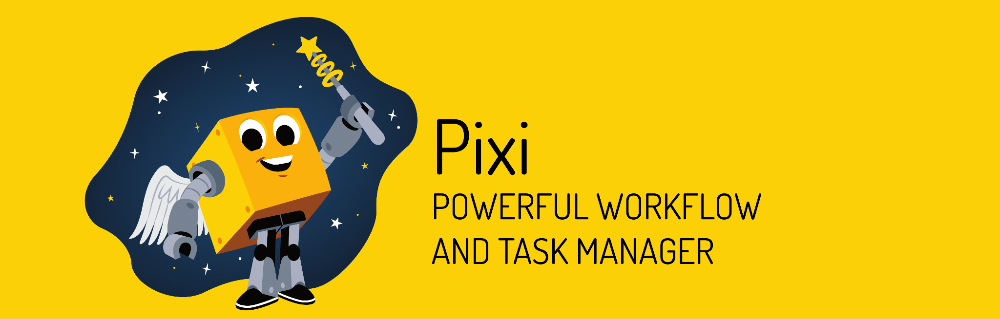 Pixi
POWERFUL WORKFLOW
AND TASK MANAGER